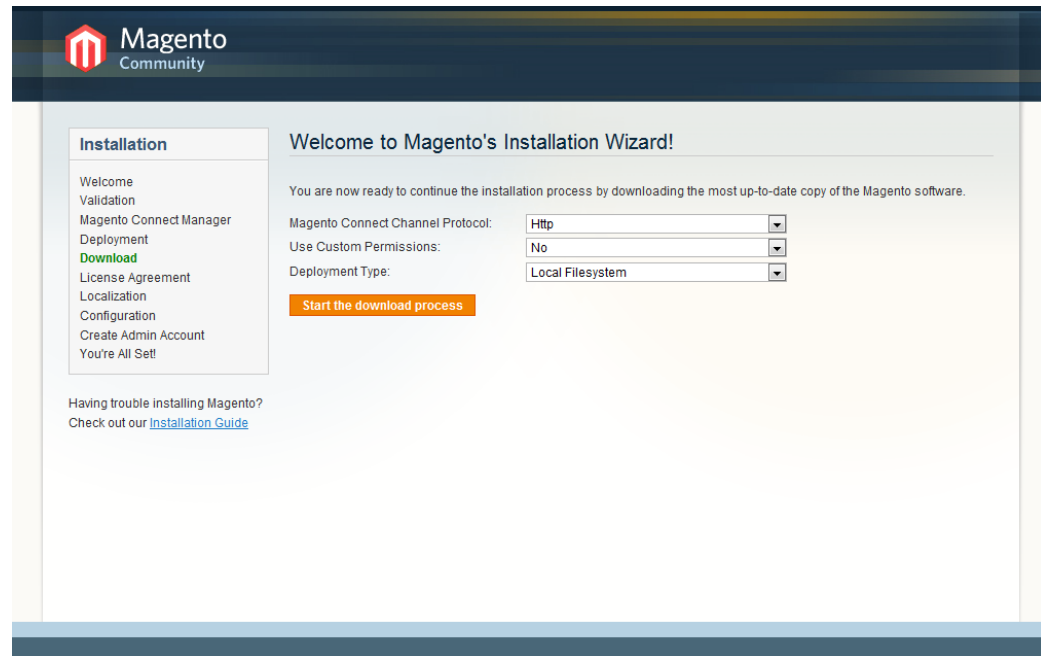 Magento
Community
Installation
Welcome
Validation
Magento Connect Manager
Deployment
Download
License Agreement
Localization
Configuration
Create Admin Account
You're All Set!
Having trouble installing Magento?
Check out our Installation Guide
Welcome to Magento's Installation Wizard!
You are now ready to continue the installation process by downloading the most up-to-date copy of the Magento software.
Magento Connect Channel Protocol: Http
Use Custom Permissions: No
Deployment Type: Local Filesystem
Start the download process